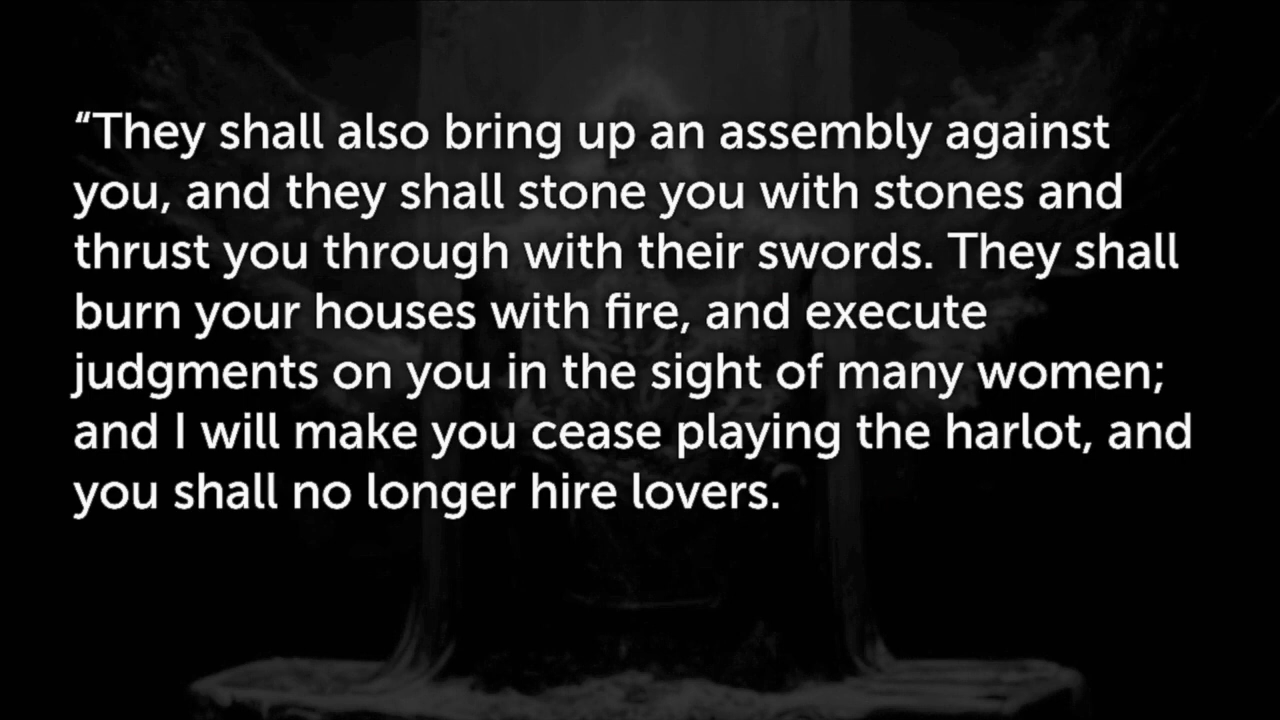 “They shall also bring up an assembly against
you, and they shall stone you with stones and
thrust you through with their swords. They shall
burn your houses with fire, and execute
judgments on you in the sight of many women;
and I will make you cease playing the harlot, and
you shall no longer hire lovers.